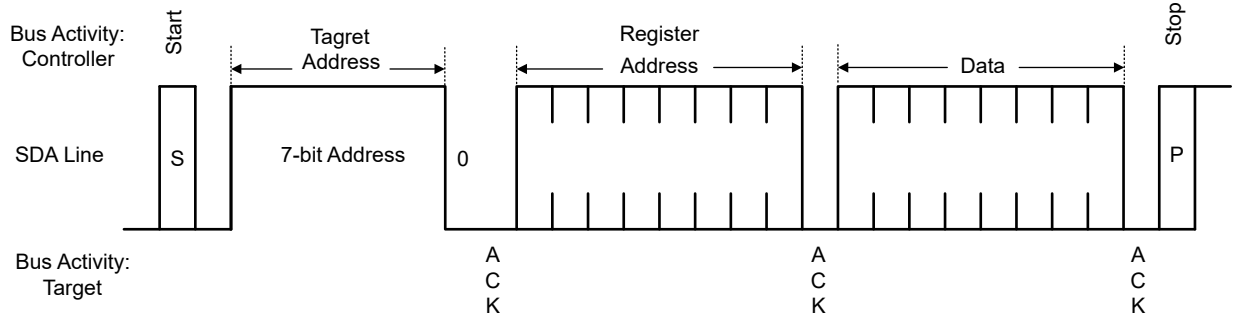 Bus Activity:
Controller
Start
Tagret
Address
Register
Address
Data
Stop
SDA Line
S
7-bit Address
0
P
Bus Activity:
Target
A
C
K
A
C
K
A
C
K